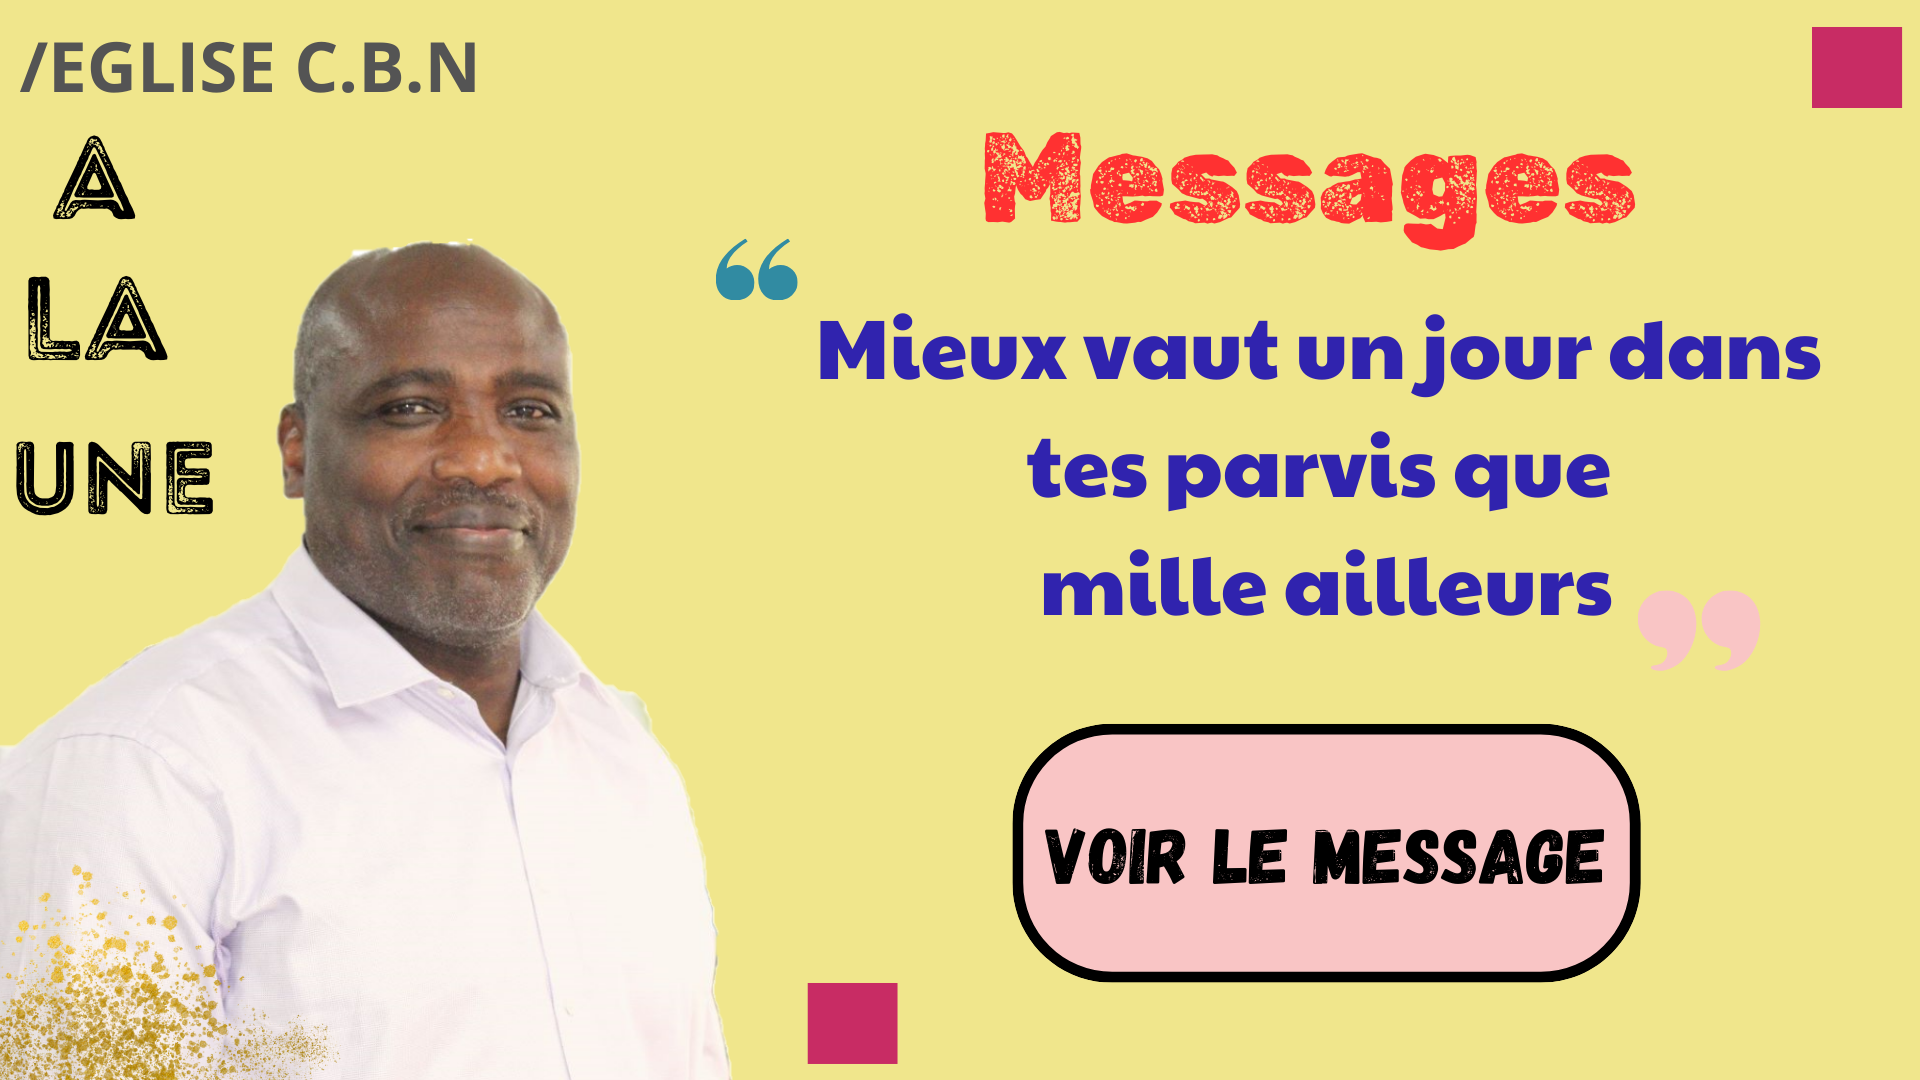 /EGLISE C.B.N
A
LA
UNE
Messages
“
Mieux vaut un jour dans
tes parvis que
mille ailleurs ”
VOIR LE MESSAGE